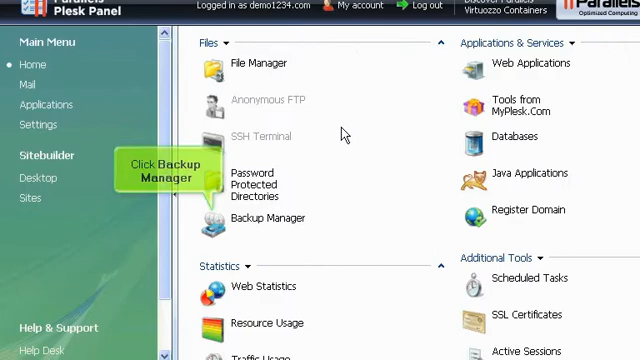 Plesk Panel
Logged in as demo1234.com
My account
Log out
Discover Parallels
Virtuozzo Containers
Parallels
Optimized Computing
Main Menu
Home
Mail
Applications
Settings
Sitebuilder
Desktop
Sites
Help & Support
Help Desk
Click Backup
Manager
Files
File Manager
Anonymous FTP
SSH Terminal
Password
Protected
Directories
Backup Manager
Statistics
Web Statistics
Resource Usage
Traffic Usage
Applications & Services
Web Applications
Tools from
MyPlesk.Com
Databases
Java Applications
Register Domain
Additional Tools
Scheduled Tasks
SSL Certificates
Active Sessions